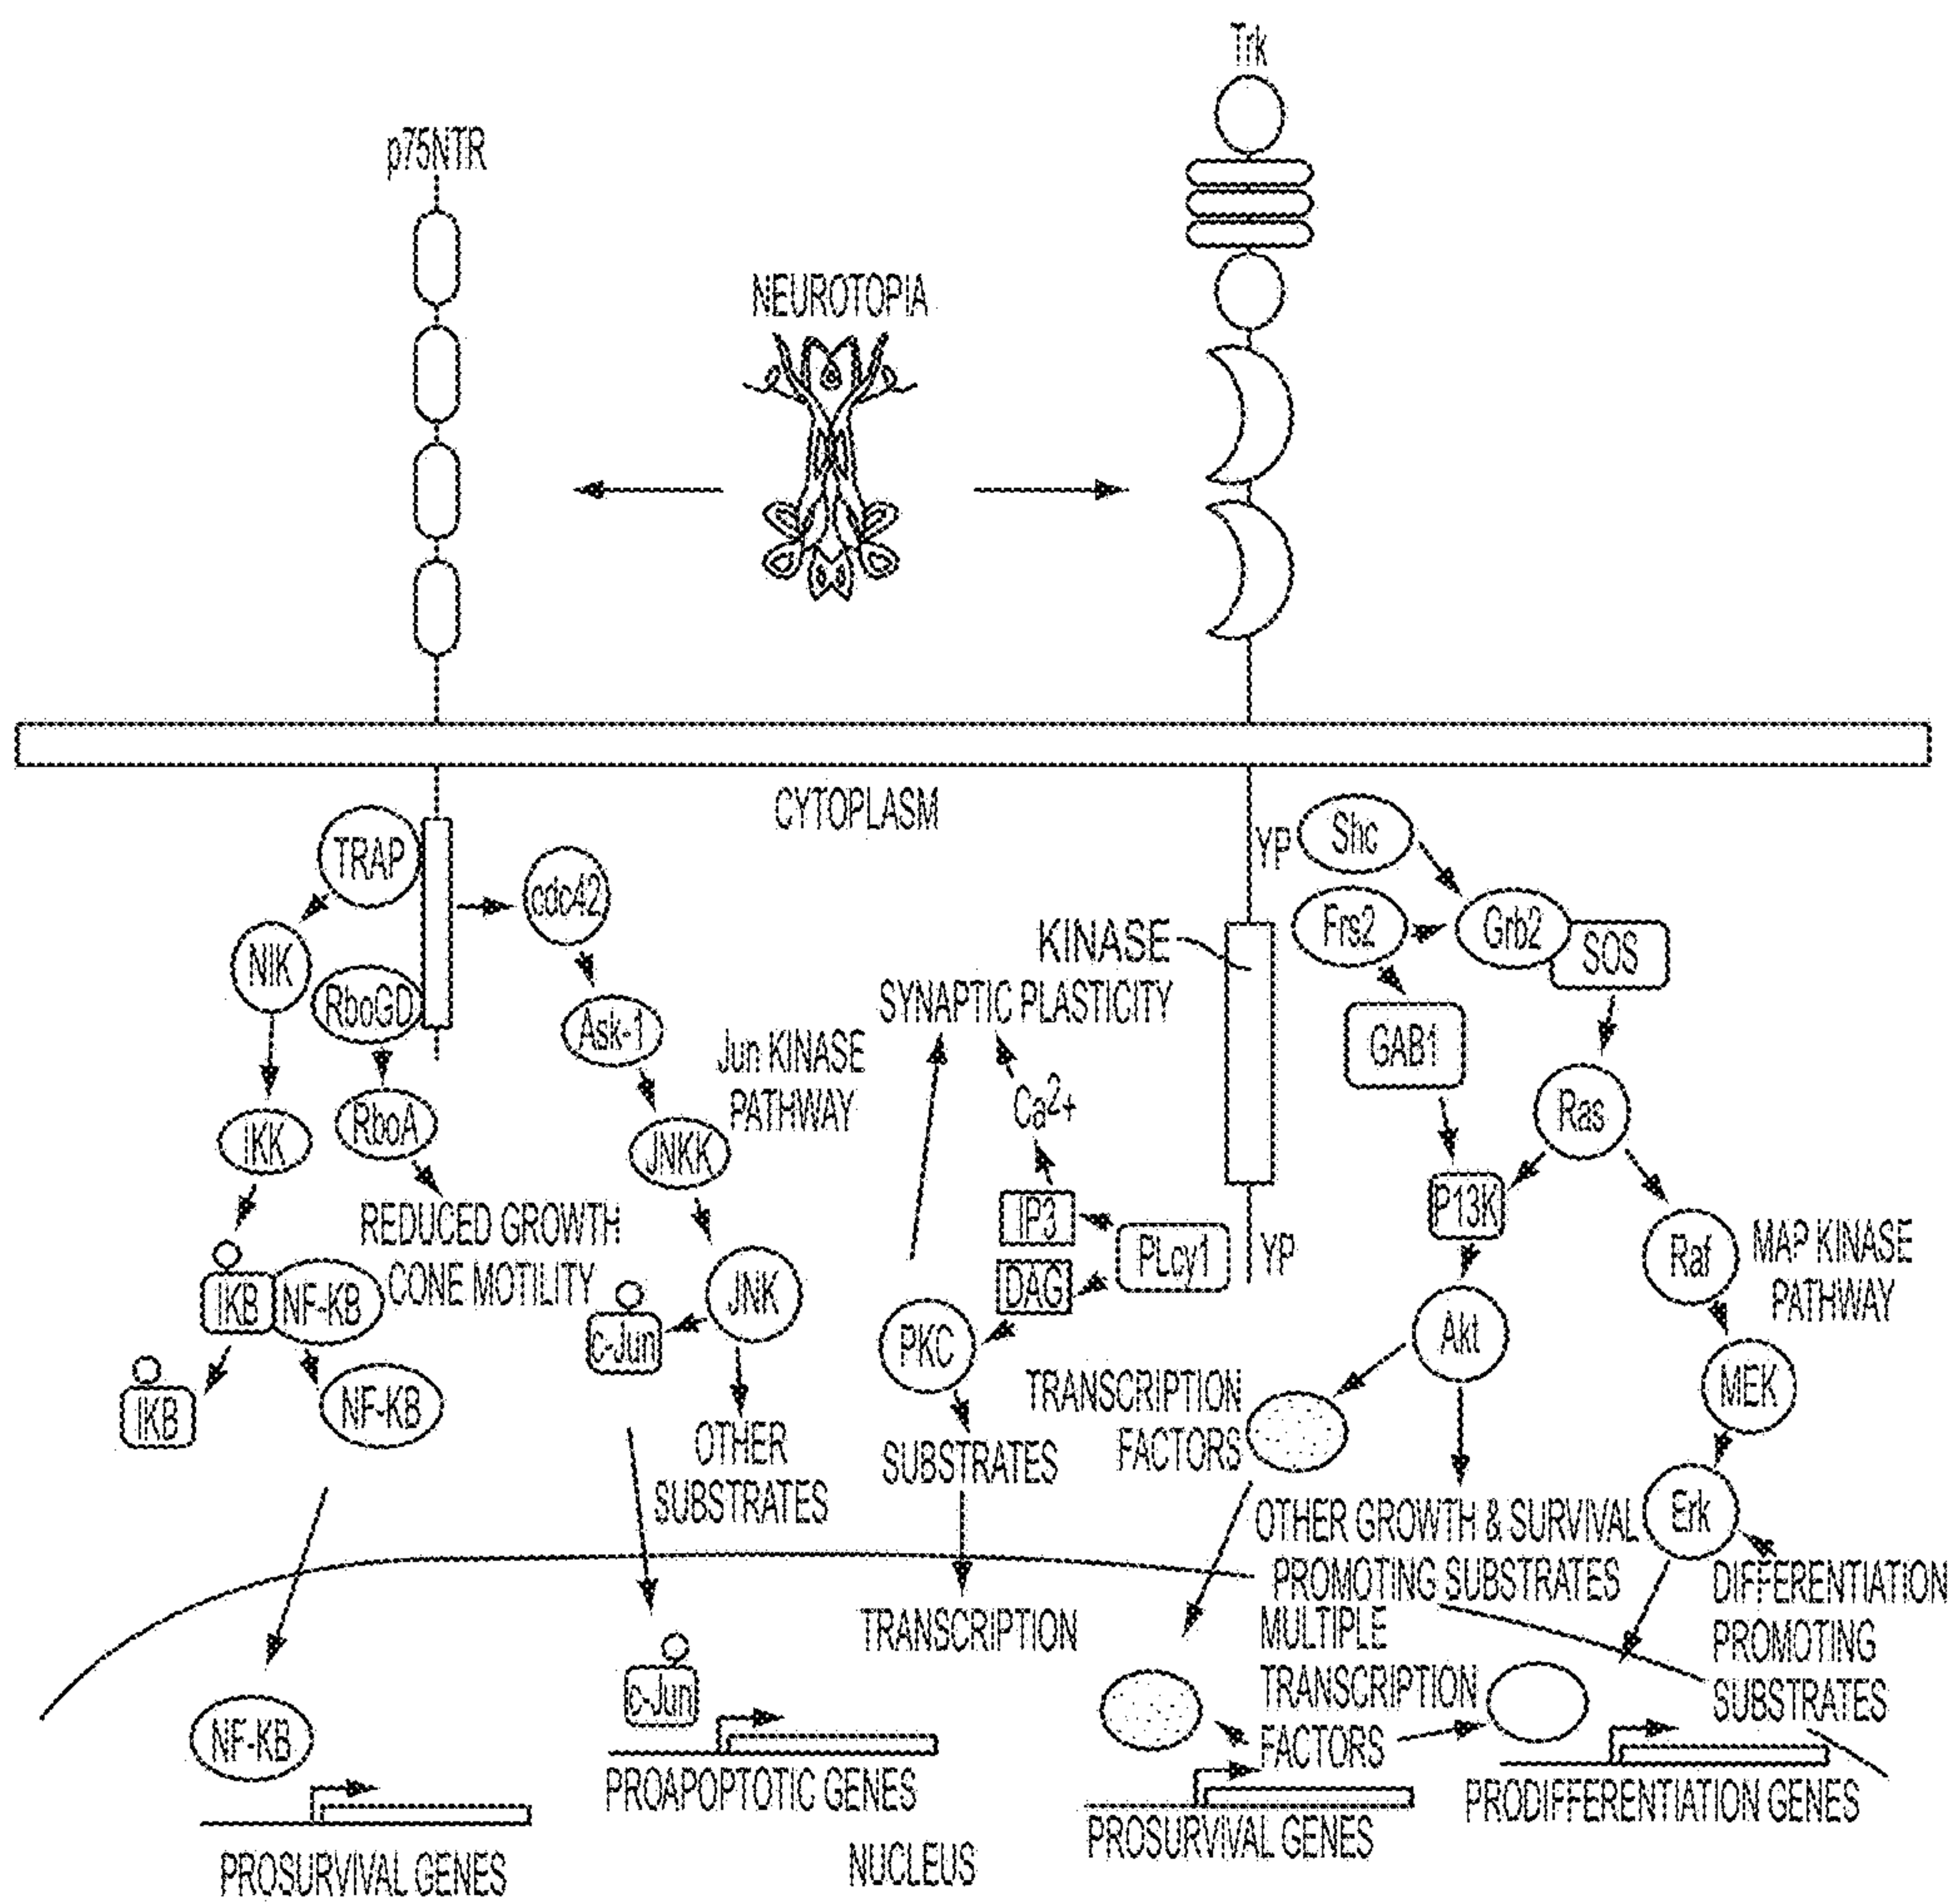 Trk
p75NTR
NEUROTOPIA
CYTOPLASM
TRAP
cdc42
YP
Shc
Frs2
Grb2
SOS
KINASE
NIK
RboGD
SYNAPTIC PLASTICITY
Ask-1
Jun KINASE
PATHWAY
GAB1
Ca2+
Ras
IKK
RboA
JNKK
IP3
P13K
REDUCED GROWTH
CONE MOTILITY
PLcy1
YP
Raf
MAP KINASE
PATHWAY
IKB
NF-KB
JNK
DAG
c-Jun
PKC
Akt
IKB
NF-KB
TRANSCRIPTION
FACTORS
MEK
OTHER
SUBSTRATES
SUBSTRATES
OTHER GROWTH & SURVIVAL
PROMOTING SUBSTRATES
Erk
DIFFERENTIATION
PROMOTING
SUBSTRATES
TRANSCRIPTION
MULTIPLE
TRANSCRIPTION
FACTORS
c-Jun
NF-KB
PROAPOPTOTIC GENES
PRODIFFERENTIATION GENES
PROSURVIVAL GENES
NUCLEUS
PROSURVIVAL GENES